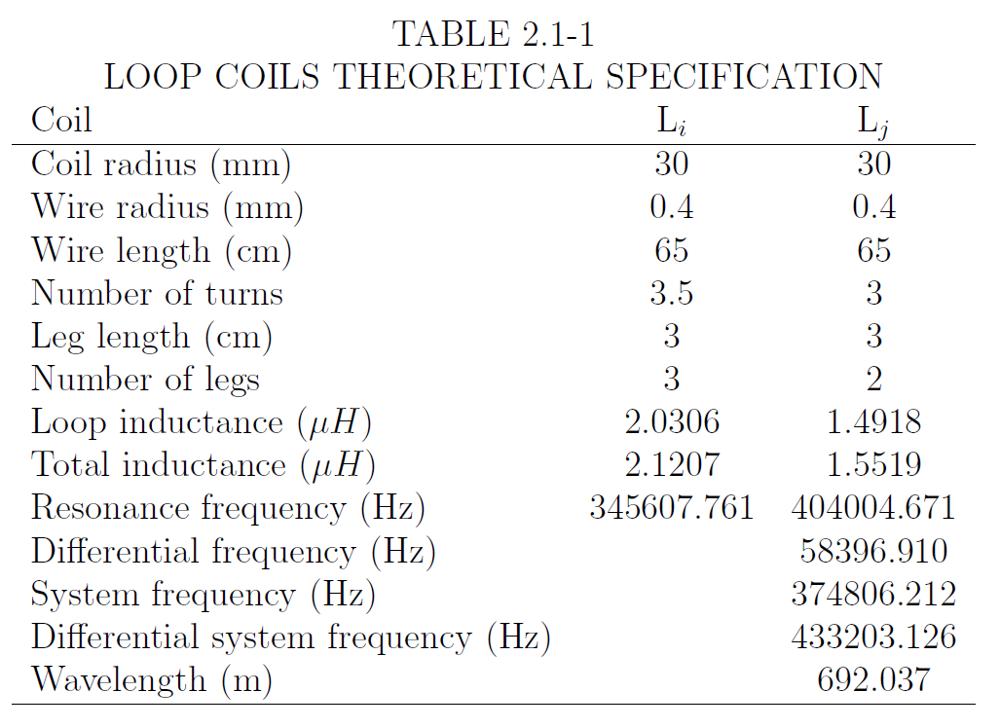 TABLE 2.1-1
LOOP COILS THEORETICAL SPECIFICATION
Coil Li Lj
Coil radius (mm) 30 30
Wire radius (mm) 0.4 0.4
Wire length (cm) 65 65
Number of turns 3.5 3
Leg length (cm) 3 3
Number of legs 3 2
Loop inductance (μH) 2.0306 1.4918
Total inductance (μH) 2.1207 1.5519
Resonance frequency (Hz) 345607.761 404004.671
Differential frequency (Hz) 58396.910
System frequency (Hz) 374806.212
Differential system frequency (Hz) 433203.126
Wavelength (m) 692.037